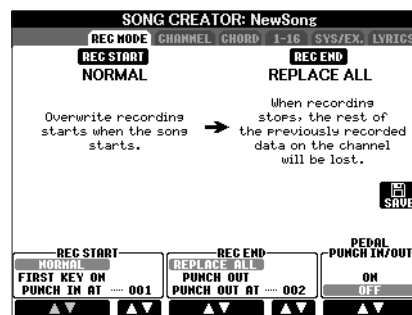 SONG CREATOR: NewSong
REC MODE CHANNEL CHORD 1-16 SYS/EX. LYRICS
REC START
NORMAL
Overwrite recording
starts when the song
starts.
REC END
REPLACE ALL
When recording
stops, the rest of
the previously recorded
data on the channel
will be lost.
SAVE
REC START
NORMAL
FIRST KEY ON
PUNCH IN AT ····· 001
REC END
REPLACE ALL
PUNCH OUT
PUNCH OUT AT ···· 002
PEDAL
PUNCH IN/OUT
ON
OFF